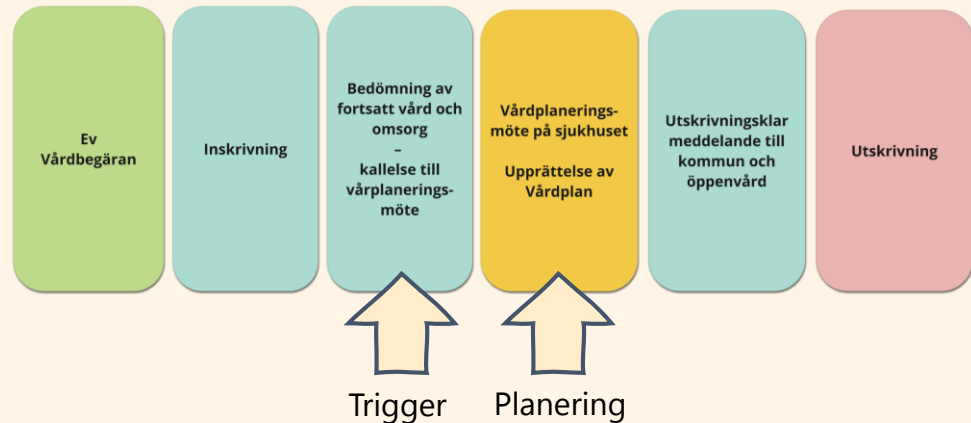 Ev
Vårdbegäran
Inskrivning
Bedömning av
fortsatt vård och
omsorg
–
kallelse till
vårplanerings-
möte
Vårdplanerings-
möte på sjukhuset
Upprättelse av
Vårdplan
Utskrivningsklar
meddelande till
kommun och
öppenvård
Utskrivning
Trigger
Planering